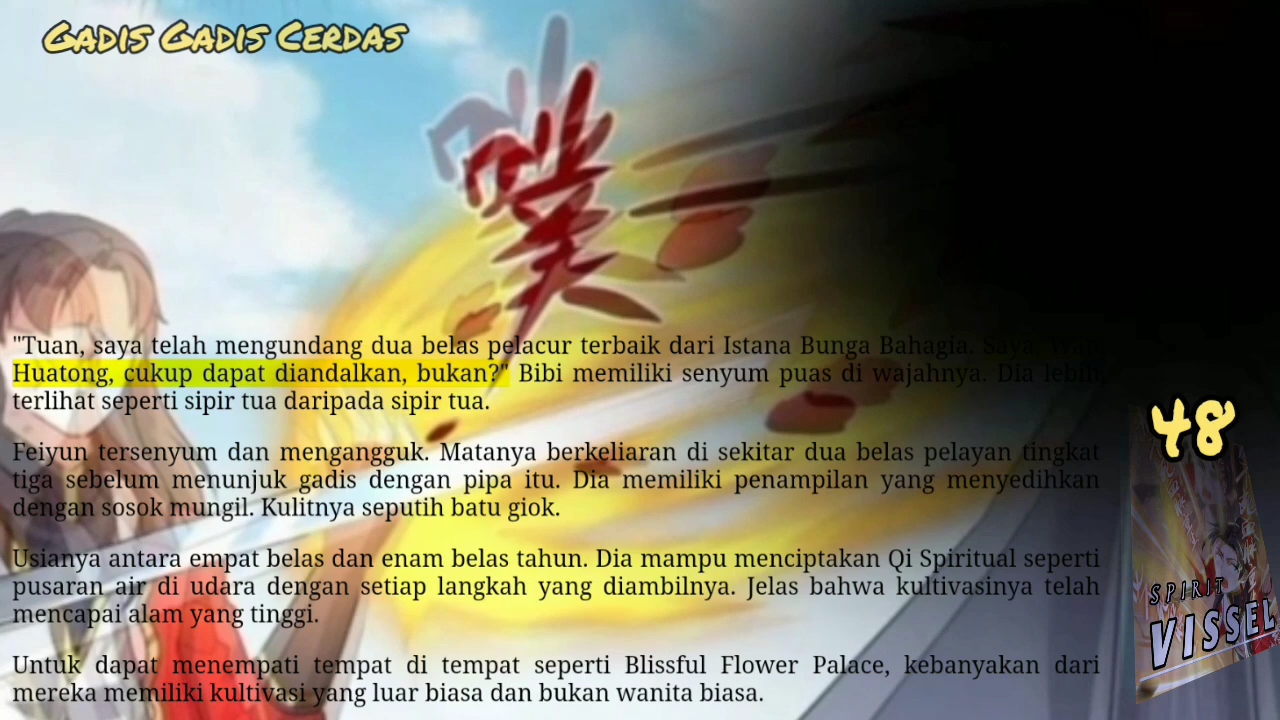 Gadis Gadis Cerdas
噗
"Tuan, saya telah mengundang dua belas pelacur terbaik dari Istana Bunga Bahagia. Saya, Wan
Huatong, cukup dapat diandalkan, bukan?" Bibi memiliki senyum puas di wajahnya. Dia lebih
terlihat seperti sipir tua daripada sipir tua.
Feiyun tersenyum dan mengangguk. Matanya berkeliaran di sekitar dua belas pelayan tingkat
tiga sebelum menunjuk gadis dengan pipa itu. Dia memiliki penampilan yang menyedihkan
dengan sosok mungil. Kulitnya seputih batu giok.
Usianya antara empat belas dan enam belas tahun. Dia mampu menciptakan Qi Spiritual seperti
pusaran air di udara dengan setiap langkah yang diambilnya. Jelas bahwa kultivasinya telah
mencapai alam yang tinggi.
Untuk dapat menempati tempat di tempat seperti Blissful Flower Palace, kebanyakan dari
mereka memiliki kultivasi yang luar biasa dan bukan wanita biasa.
48
SPIRIT
VISSEL